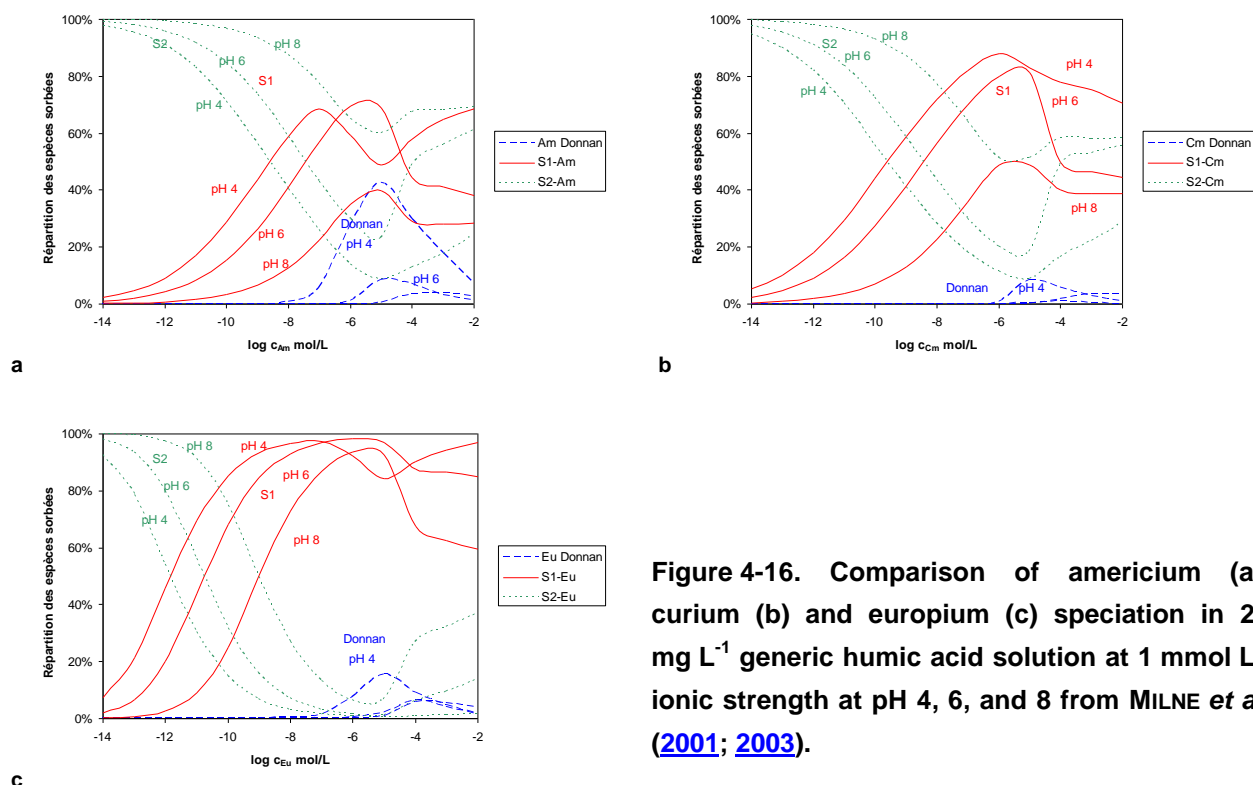 100%
80%
60%
40%
20%
0%
Répartition des espèces sorbées
S2
pH 8
pH 6
S1
pH 4
pH 4
pH 6
pH 8
Donnan
pH 4
pH 6
-14 -12 -10 -8 -6 -4 -2
log cAm mol/L
Am Donnan
S1-Am
S2-Am
a
100%
80%
60%
40%
20%
0%
Répartition des espèces sorbées
S2
pH 8
pH 6
pH 4
S1
pH 4
pH 6
pH 8
Donnan
pH 4
-14 -12 -10 -8 -6 -4 -2
log cCm mol/L
Cm Donnan
S1-Cm
S2-Cm
b
100%
80%
60%
40%
20%
0%
Répartition des espèces sorbées
pH 8
pH 4
S2
pH 6
pH 6
S1
pH 4
pH 8
Donnan
pH 4
-14 -12 -10 -8 -6 -4 -2
log cEu mol/L
Eu Donnan
S1-Eu
S2-Eu
c
Figure 4-16. Comparison of americium (a
curium (b) and europium (c) speciation in 2
mg L-1 generic humic acid solution at 1 mmol L
ionic strength at pH 4, 6, and 8 from MILNE et a
(2001; 2003).